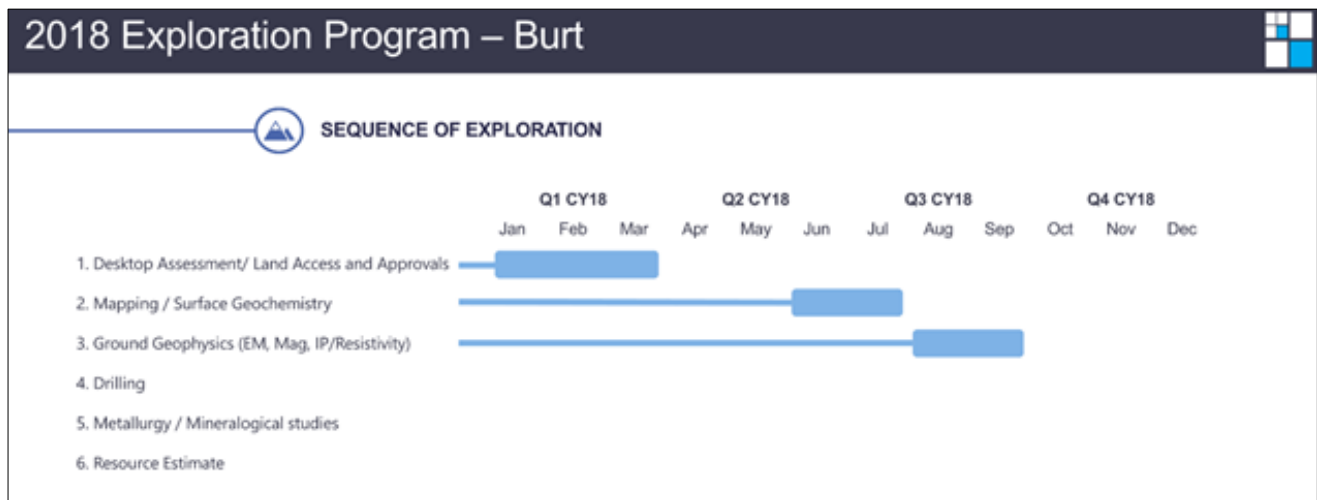 2018 Exploration Program – Burt
SEQUENCE OF EXPLORATION
Q1 CY18 Q2 CY18 Q3 CY18 Q4 CY18
Jan Feb Mar Apr May Jun Jul Aug Sep Oct Nov Dec
1. Desktop Assessment/ Land Access and Approvals
2. Mapping / Surface Geochemistry
3. Ground Geophysics (EM, Mag, IP/Resistivity)
4. Drilling
5. Metallurgy / Mineralogical studies
6. Resource Estimate